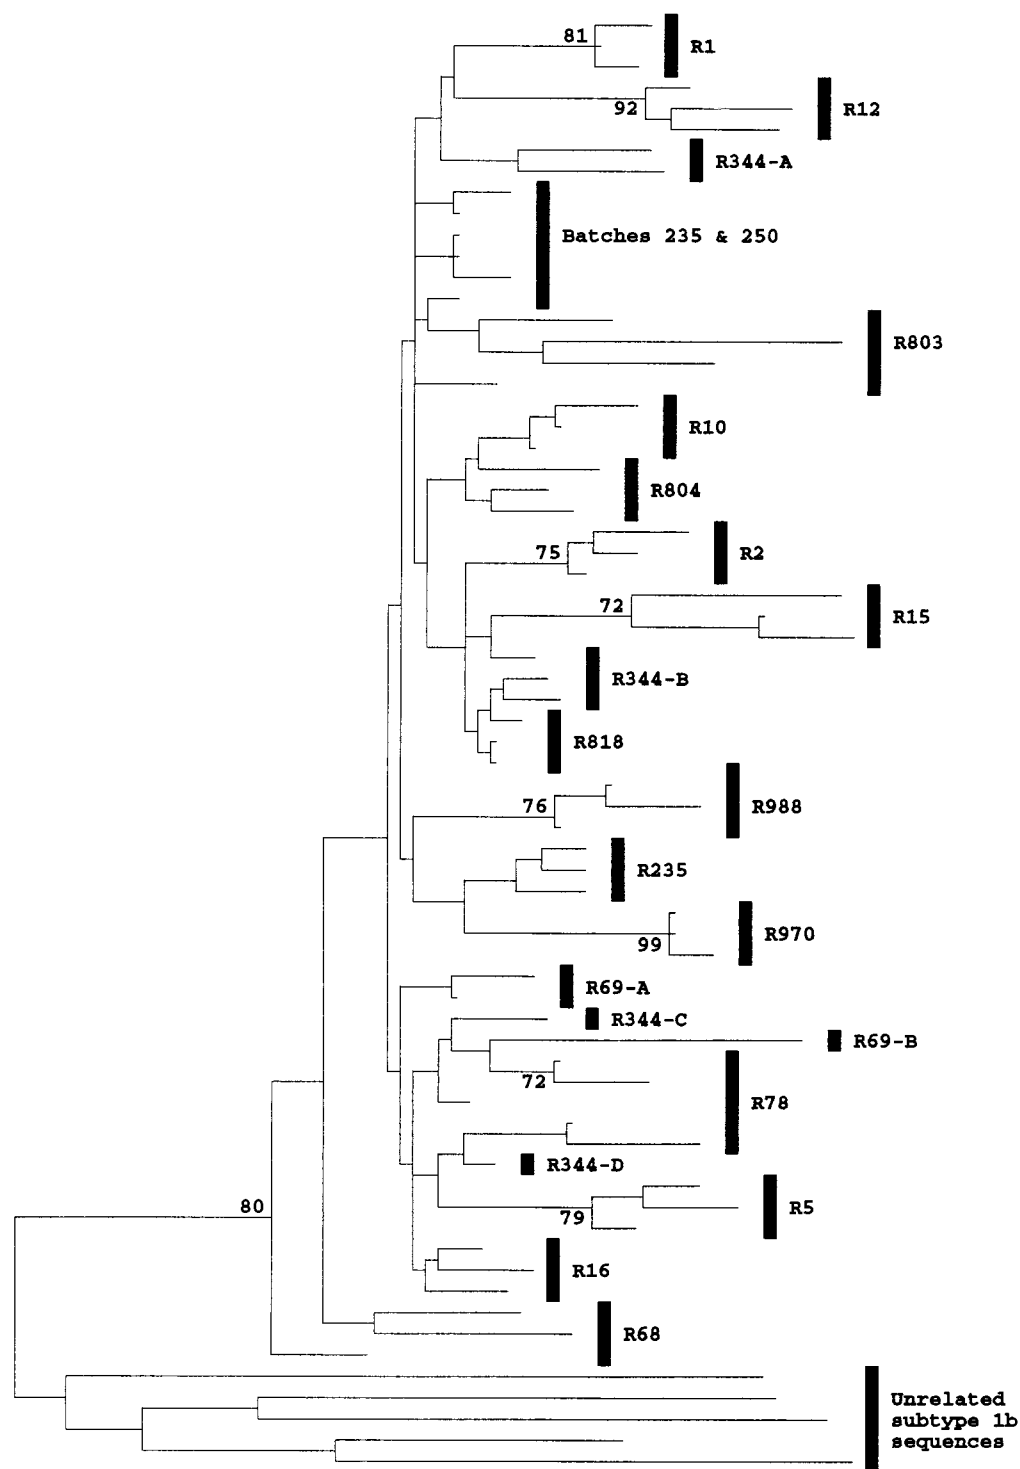 81
R1
92
R12
R344-A
Batches 235 & 250
R803
R10
R804
75
R2
72
R15
R344-B
R818
76
R988
R235
99
R970
R69-A
R344-C
R69-B
72
R78
R344-D
80
79
R5
R16
R68
Unrelated
subtype 1b
sequences